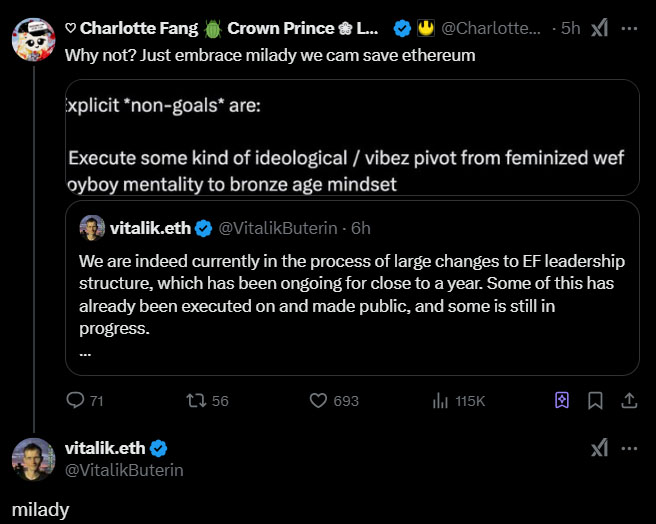 ♡ Charlotte Fang 🪲 Crown Prince ❀ L... @Charlotte... · 5h
Why not? Just embrace milady we cam save ethereum
xplicit *non-goals* are:
Execute some kind of ideological / vibez pivot from feminized wef
oyboy mentality to bronze age mindset
vitalik.eth @VitalikButerin · 6h
We are indeed currently in the process of large changes to EF leadership
structure, which has been ongoing for close to a year. Some of this has
already been executed on and made public, and some is still in
progress.
...
71 56 693 115K
vitalik.eth
@VitalikButerin
milady